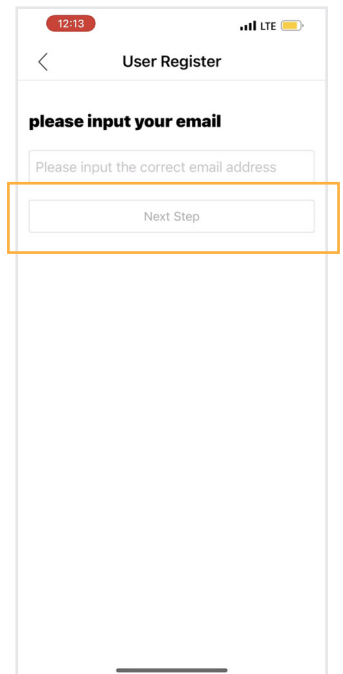 12:13
LTE
User Register
please input your email
Please input the correct email address
Next Step